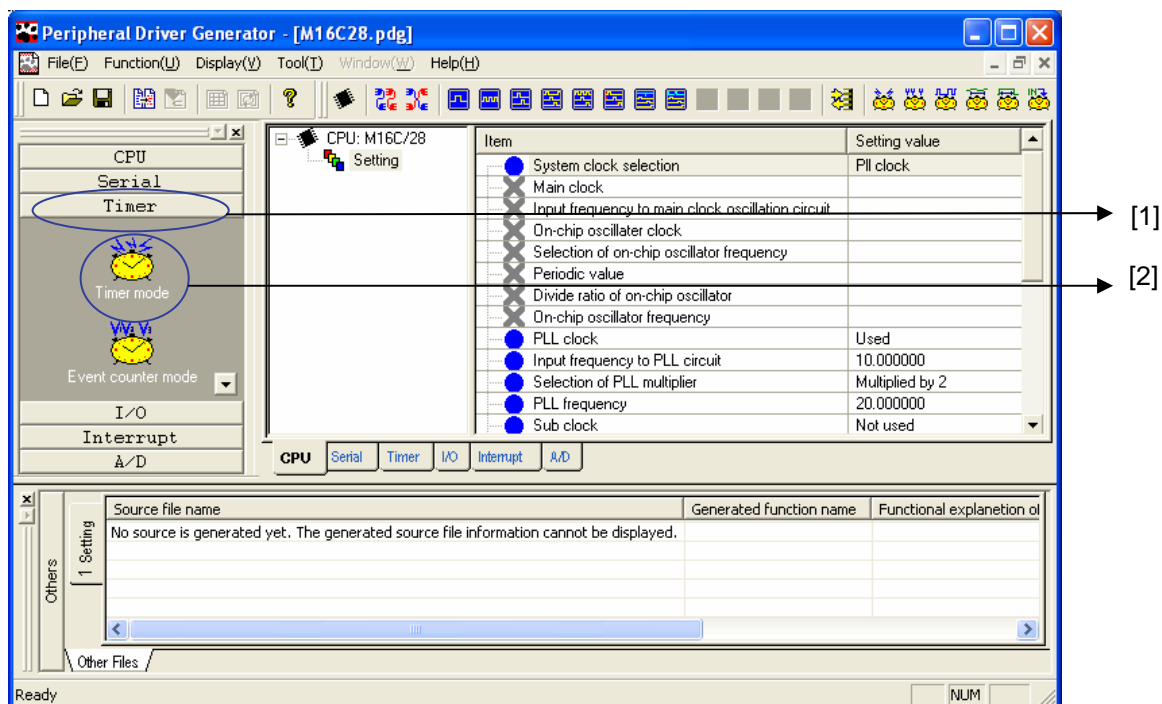 Peripheral Driver Generator - [M16C28.pdg]
File(F) Function(U) Display(V) Tool(T) Window(W) Help(H)
CPU
Serial
Timer
Timer mode
Event counter mode
I/O
Interrupt
A/D
CPU: M16C/28
Setting
Item Setting value
System clock selection Pll clock
Main clock
Input frequency to main clock oscillation circuit
On-chip oscillater clock
Selection of on-chip oscillator frequency
Periodic value
Divide ratio of on-chip oscillator
On-chip oscillator frequency
PLL clock Used
Input frequency to PLL circuit 10.000000
Selection of PLL multiplier Multiplied by 2
PLL frequency 20.000000
Sub clock Not used
CPU Serial Timer I/O Interrupt A/D
[1]
[2]
Others
1 Setting
Source file name Generated function name Functional explanetion of
No source is generated yet. The generated source file information cannot be displayed.
Other Files
Ready NUM